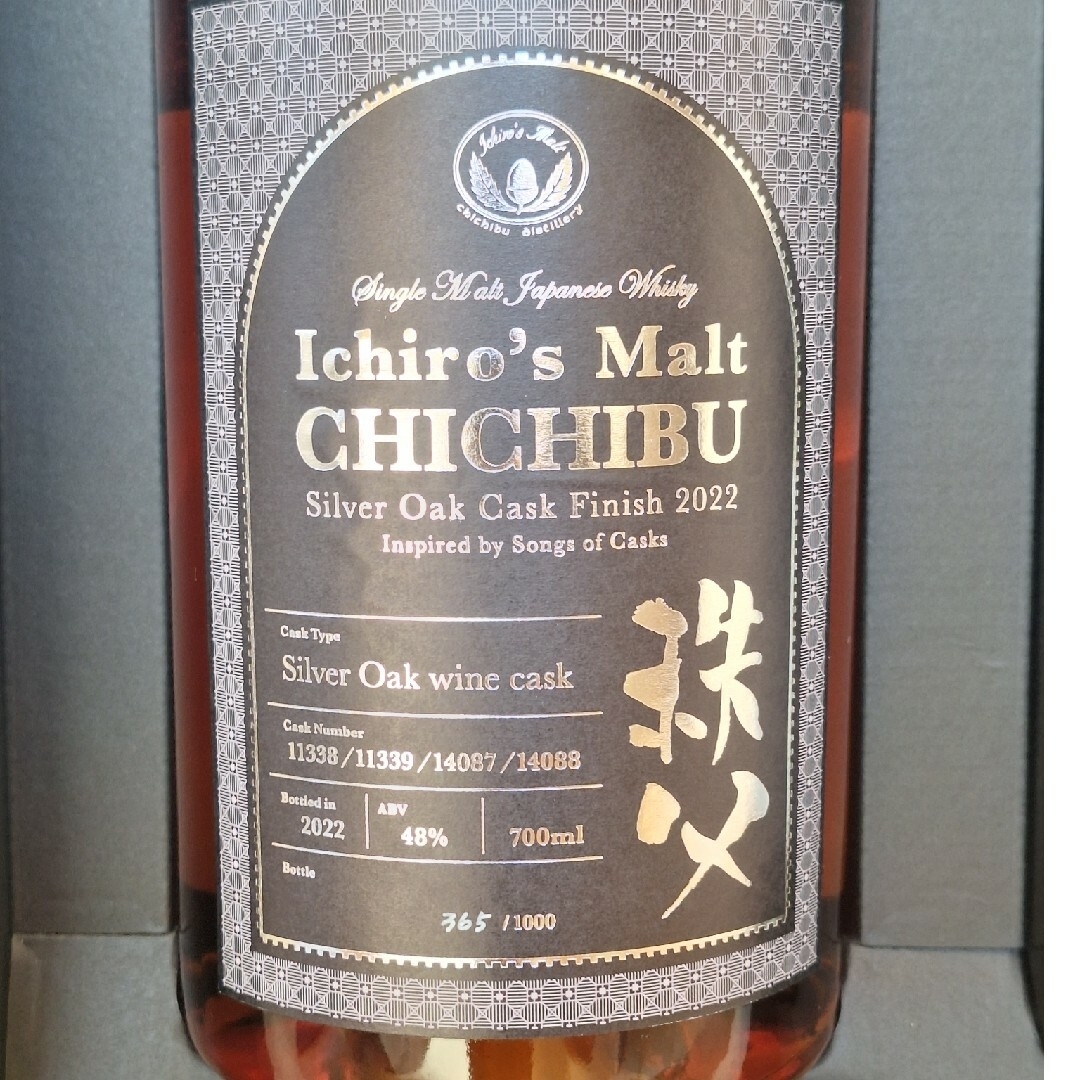 Ichiro's Malt
chichibu distillery
Single Malt Japanese Whisky
Ichiro's Malt
CHICHIBU
Silver Oak Cask Finish 2022
Inspired by Songs of Casks
秩父
Cask Type
Silver Oak wine cask
Cask Number
11338/11339/14087/14088
Bottled in
2022
ABV
48%
700ml
Bottle
365 /1000